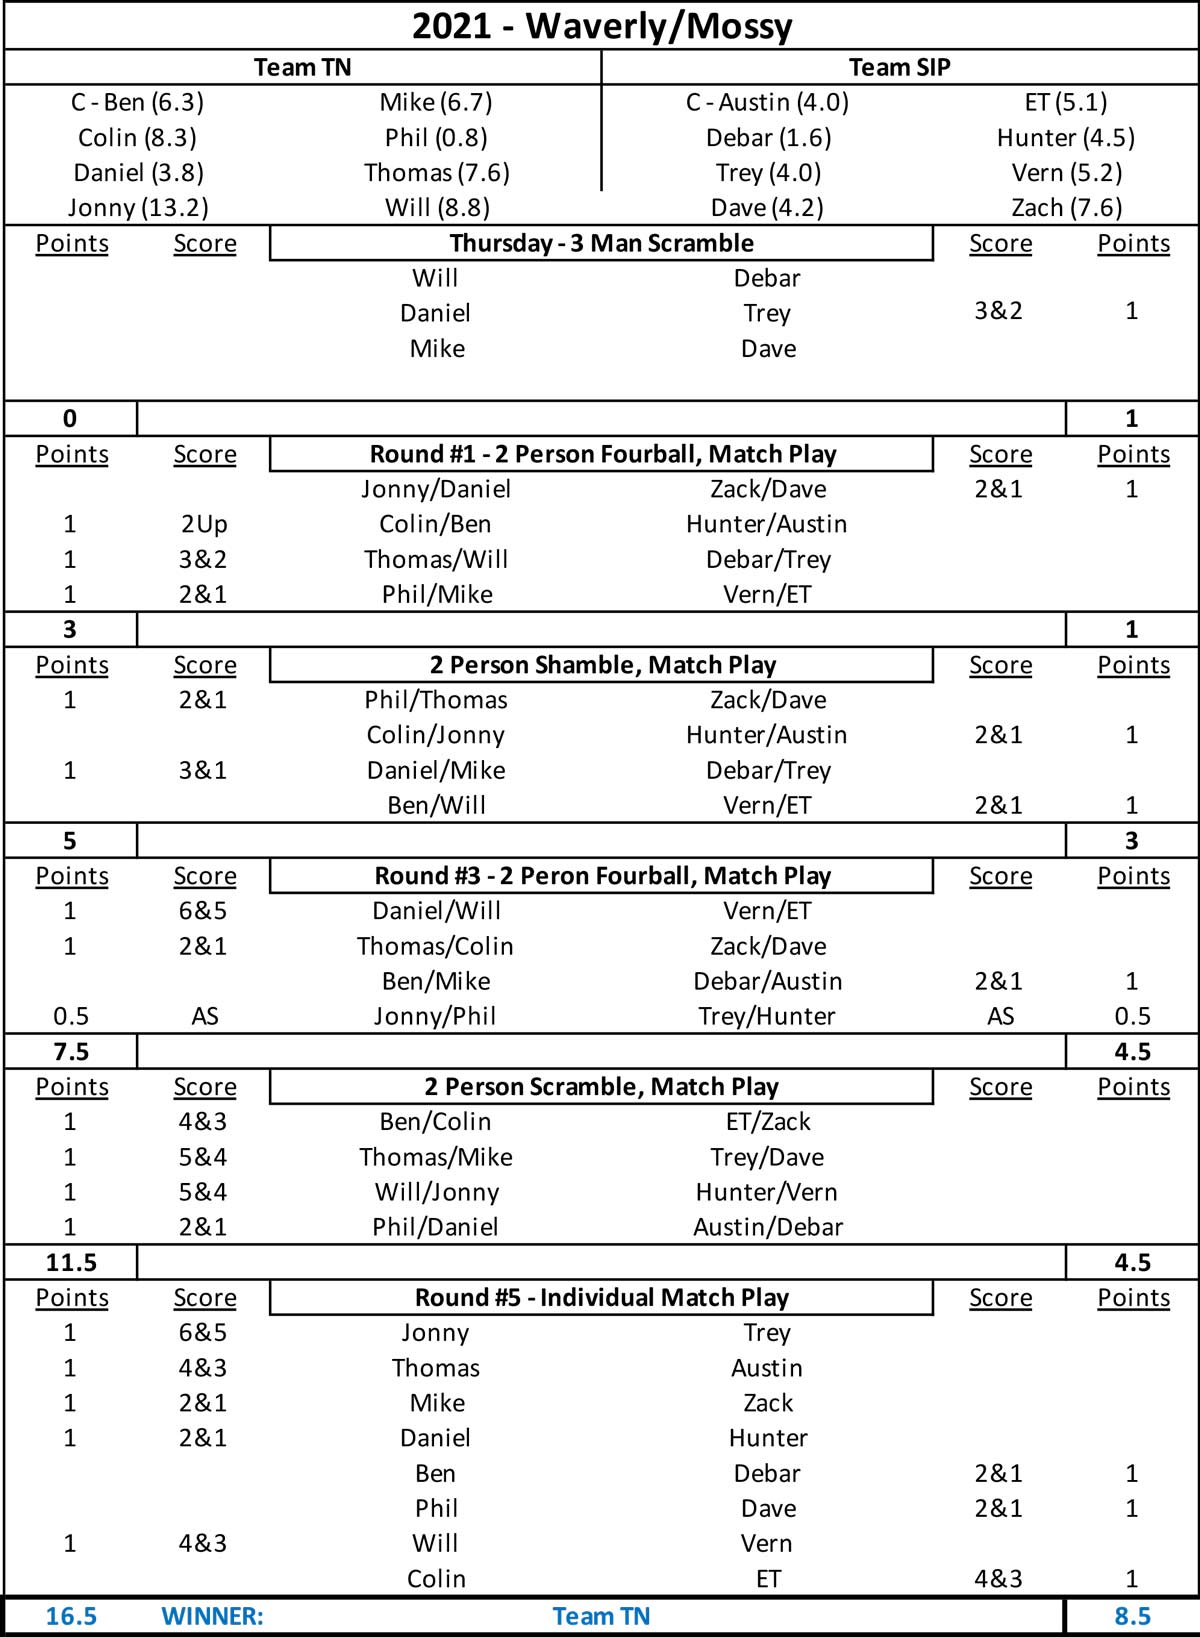 2021 - Waverly/Mossy
Team TN Team SIP
C - Ben (6.3) Mike (6.7) C - Austin (4.0) ET (5.1)
Colin (8.3) Phil (0.8) Debar (1.6) Hunter (4.5)
Daniel (3.8) Thomas (7.6) Trey (4.0) Vern (5.2)
Jonny (13.2) Will (8.8) Dave (4.2) Zach (7.6)
Points Score Thursday - 3 Man Scramble Score Points
Will Debar
Daniel Trey 3&2 1
Mike Dave
0 1
Points Score Round #1 - 2 Person Fourball, Match Play Score Points
Jonny/Daniel Zack/Dave 2&1 1
1 2Up Colin/Ben Hunter/Austin
1 3&2 Thomas/Will Debar/Trey
1 2&1 Phil/Mike Vern/ET
3 1
Points Score 2 Person Shamble, Match Play Score Points
1 2&1 Phil/Thomas Zack/Dave
Colin/Jonny Hunter/Austin 2&1 1
1 3&1 Daniel/Mike Debar/Trey
Ben/Will Vern/ET 2&1 1
5 3
Points Score Round #3 - 2 Peron Fourball, Match Play Score Points
1 6&5 Daniel/Will Vern/ET
1 2&1 Thomas/Colin Zack/Dave
Ben/Mike Debar/Austin 2&1 1
0.5 AS Jonny/Phil Trey/Hunter AS 0.5
7.5 4.5
Points Score 2 Person Scramble, Match Play Score Points
1 4&3 Ben/Colin ET/Zack
1 5&4 Thomas/Mike Trey/Dave
1 5&4 Will/Jonny Hunter/Vern
1 2&1 Phil/Daniel Austin/Debar
11.5 4.5
Points Score Round #5 - Individual Match Play Score Points
1 6&5 Jonny Trey
1 4&3 Thomas Austin
1 2&1 Mike Zack
1 2&1 Daniel Hunter
Ben Debar 2&1 1
Phil Dave 2&1 1
1 4&3 Will Vern
Colin ET 4&3 1
16.5 WINNER: Team TN 8.5